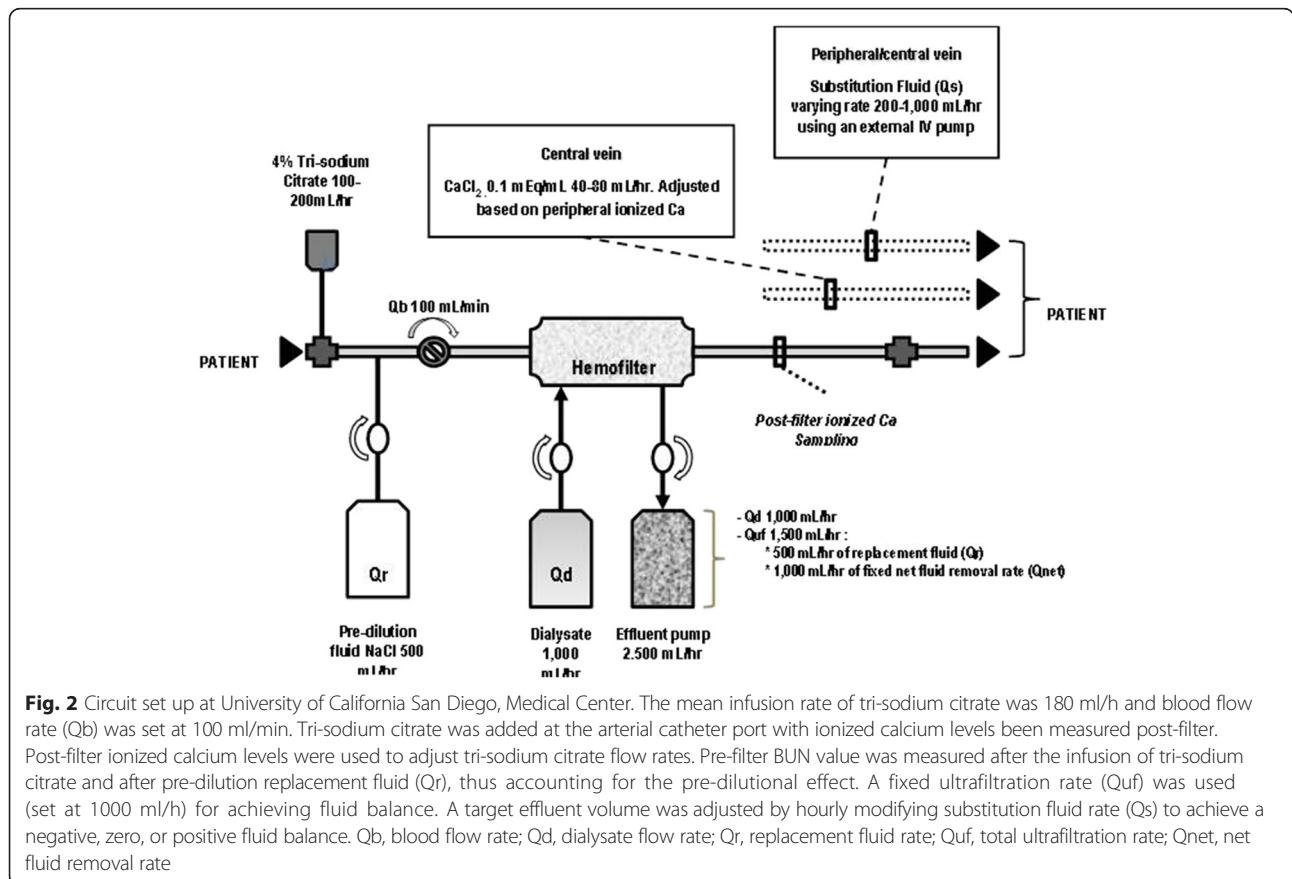 Peripheral/central vein
Substitution Fluid (Qs)
varying rate 200-1,000 mL/hr
using an external IV pump
Central vein
CaCl2. 0.1 mEq/mL 40-80 mL/hr. Adjusted
based on peripheral ionized Ca
4% Tri-sodium
Citrate 100-
200mL/hr
Qb 100 mL/min
PATIENT
Hemofilter
PATIENT
Post-filter ionized Ca
Sampling
Qr
Qd
- Qd 1,000 mL/hr
- Quf 1,500 mL/hr :
* 500 mL/hr of replacement fluid (Qr)
* 1,000 mL/hr of fixed net fluid removal rate (Qnet)
Pre-dilution
fluid NaCl 500
ml/hr
Dialysate
1,000
ml/hr
Effluent pump
2.500 mL/hr
Fig. 2 Circuit set up at University of California San Diego, Medical Center. The mean infusion rate of tri-sodium citrate was 180 ml/h and blood flow
rate (Qb) was set at 100 ml/min. Tri-sodium citrate was added at the arterial catheter port with ionized calcium levels been measured post-filter.
Post-filter ionized calcium levels were used to adjust tri-sodium citrate flow rates. Pre-filter BUN value was measured after the infusion of tri-sodium
citrate and after pre-dilution replacement fluid (Qr), thus accounting for the pre-dilutional effect. A fixed ultrafiltration rate (Quf) was used
(set at 1000 ml/h) for achieving fluid balance. A target effluent volume was adjusted by hourly modifying substitution fluid rate (Qs) to achieve a
negative, zero, or positive fluid balance. Qb, blood flow rate; Qd, dialysate flow rate; Qr, replacement fluid rate; Quf, total ultrafiltration rate; Qnet, net
fluid removal rate